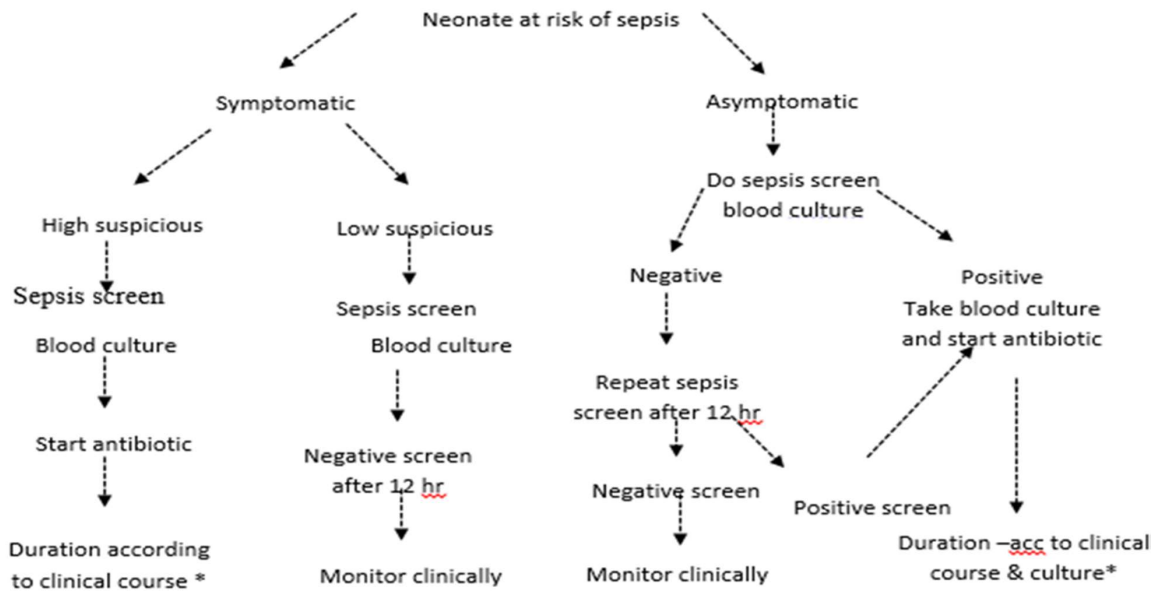 Neonate at risk of sepsis
Symptomatic
Asymptomatic
High suspicious
Sepsis screen
Blood culture
Start antibiotic
Duration according
to clinical course *
Low suspicious
Sepsis screen
Blood culture
Negative screen
after 12 hr
Monitor clinically
Do sepsis screen
blood culture
Negative
Repeat sepsis
screen after 12 hr
Negative screen
Monitor clinically
Positive screen
Positive
Take blood culture
and start antibiotic
Duration –acc to clinical
course & culture*